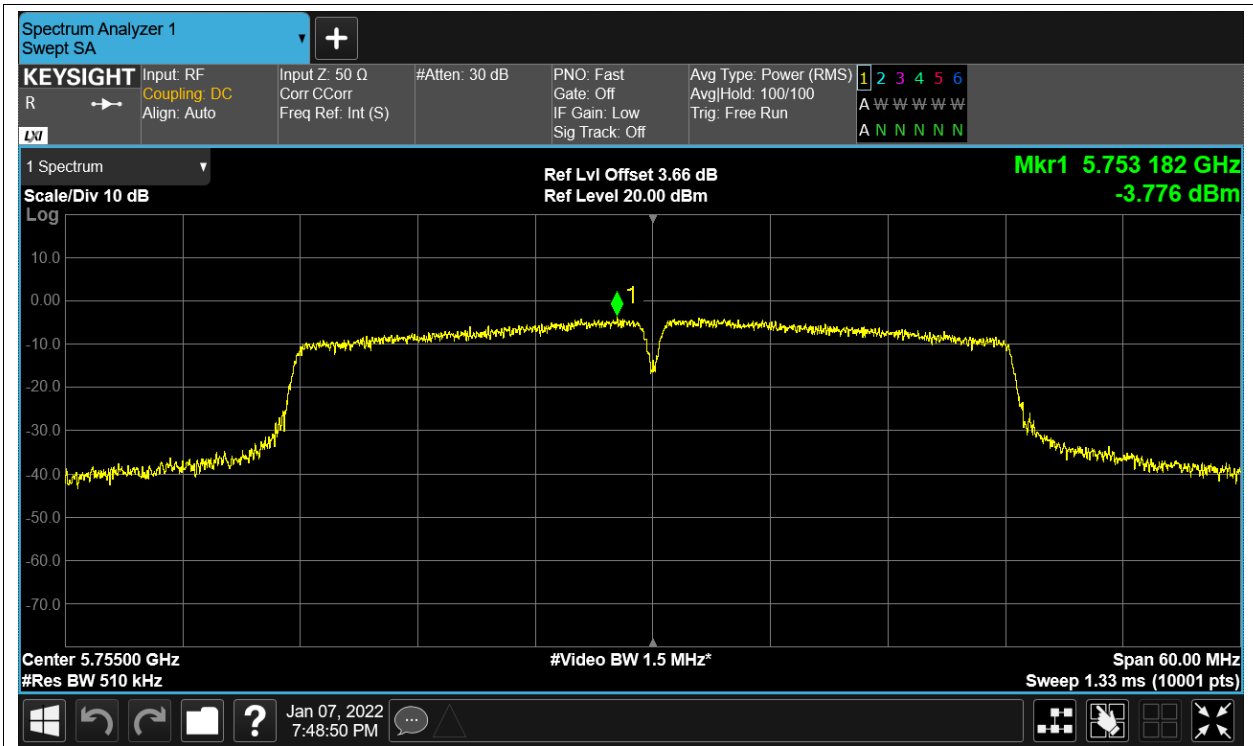 Spectrum Analyzer 1
Swept SA
KEYSIGHT
R
LXI
Input: RF
Coupling: DC
Align: Auto
Input Z: 50 Ω
Corr CCorr
Freq Ref: Int (S)
#Atten: 30 dB
PNO: Fast
Gate: Off
IF Gain: Low
Sig Track: Off
Avg Type: Power (RMS)
Avg|Hold: 100/100
Trig: Free Run
1 2 3 4 5 6
A W W W W W
A N N N N N
1 Spectrum
Scale/Div 10 dB
Log
Ref Lvl Offset 3.66 dB
Ref Level 20.00 dBm
Mkr1 5.753 182 GHz
-3.776 dBm
10.0
0.00
1
-10.0
-20.0
-30.0
-40.0
-50.0
-60.0
-70.0
Center 5.75500 GHz
#Video BW 1.5 MHz*
Span 60.00 MHz
#Res BW 510 kHz
Sweep 1.33 ms (10001 pts)
?
Jan 07, 2022
7:48:50 PM